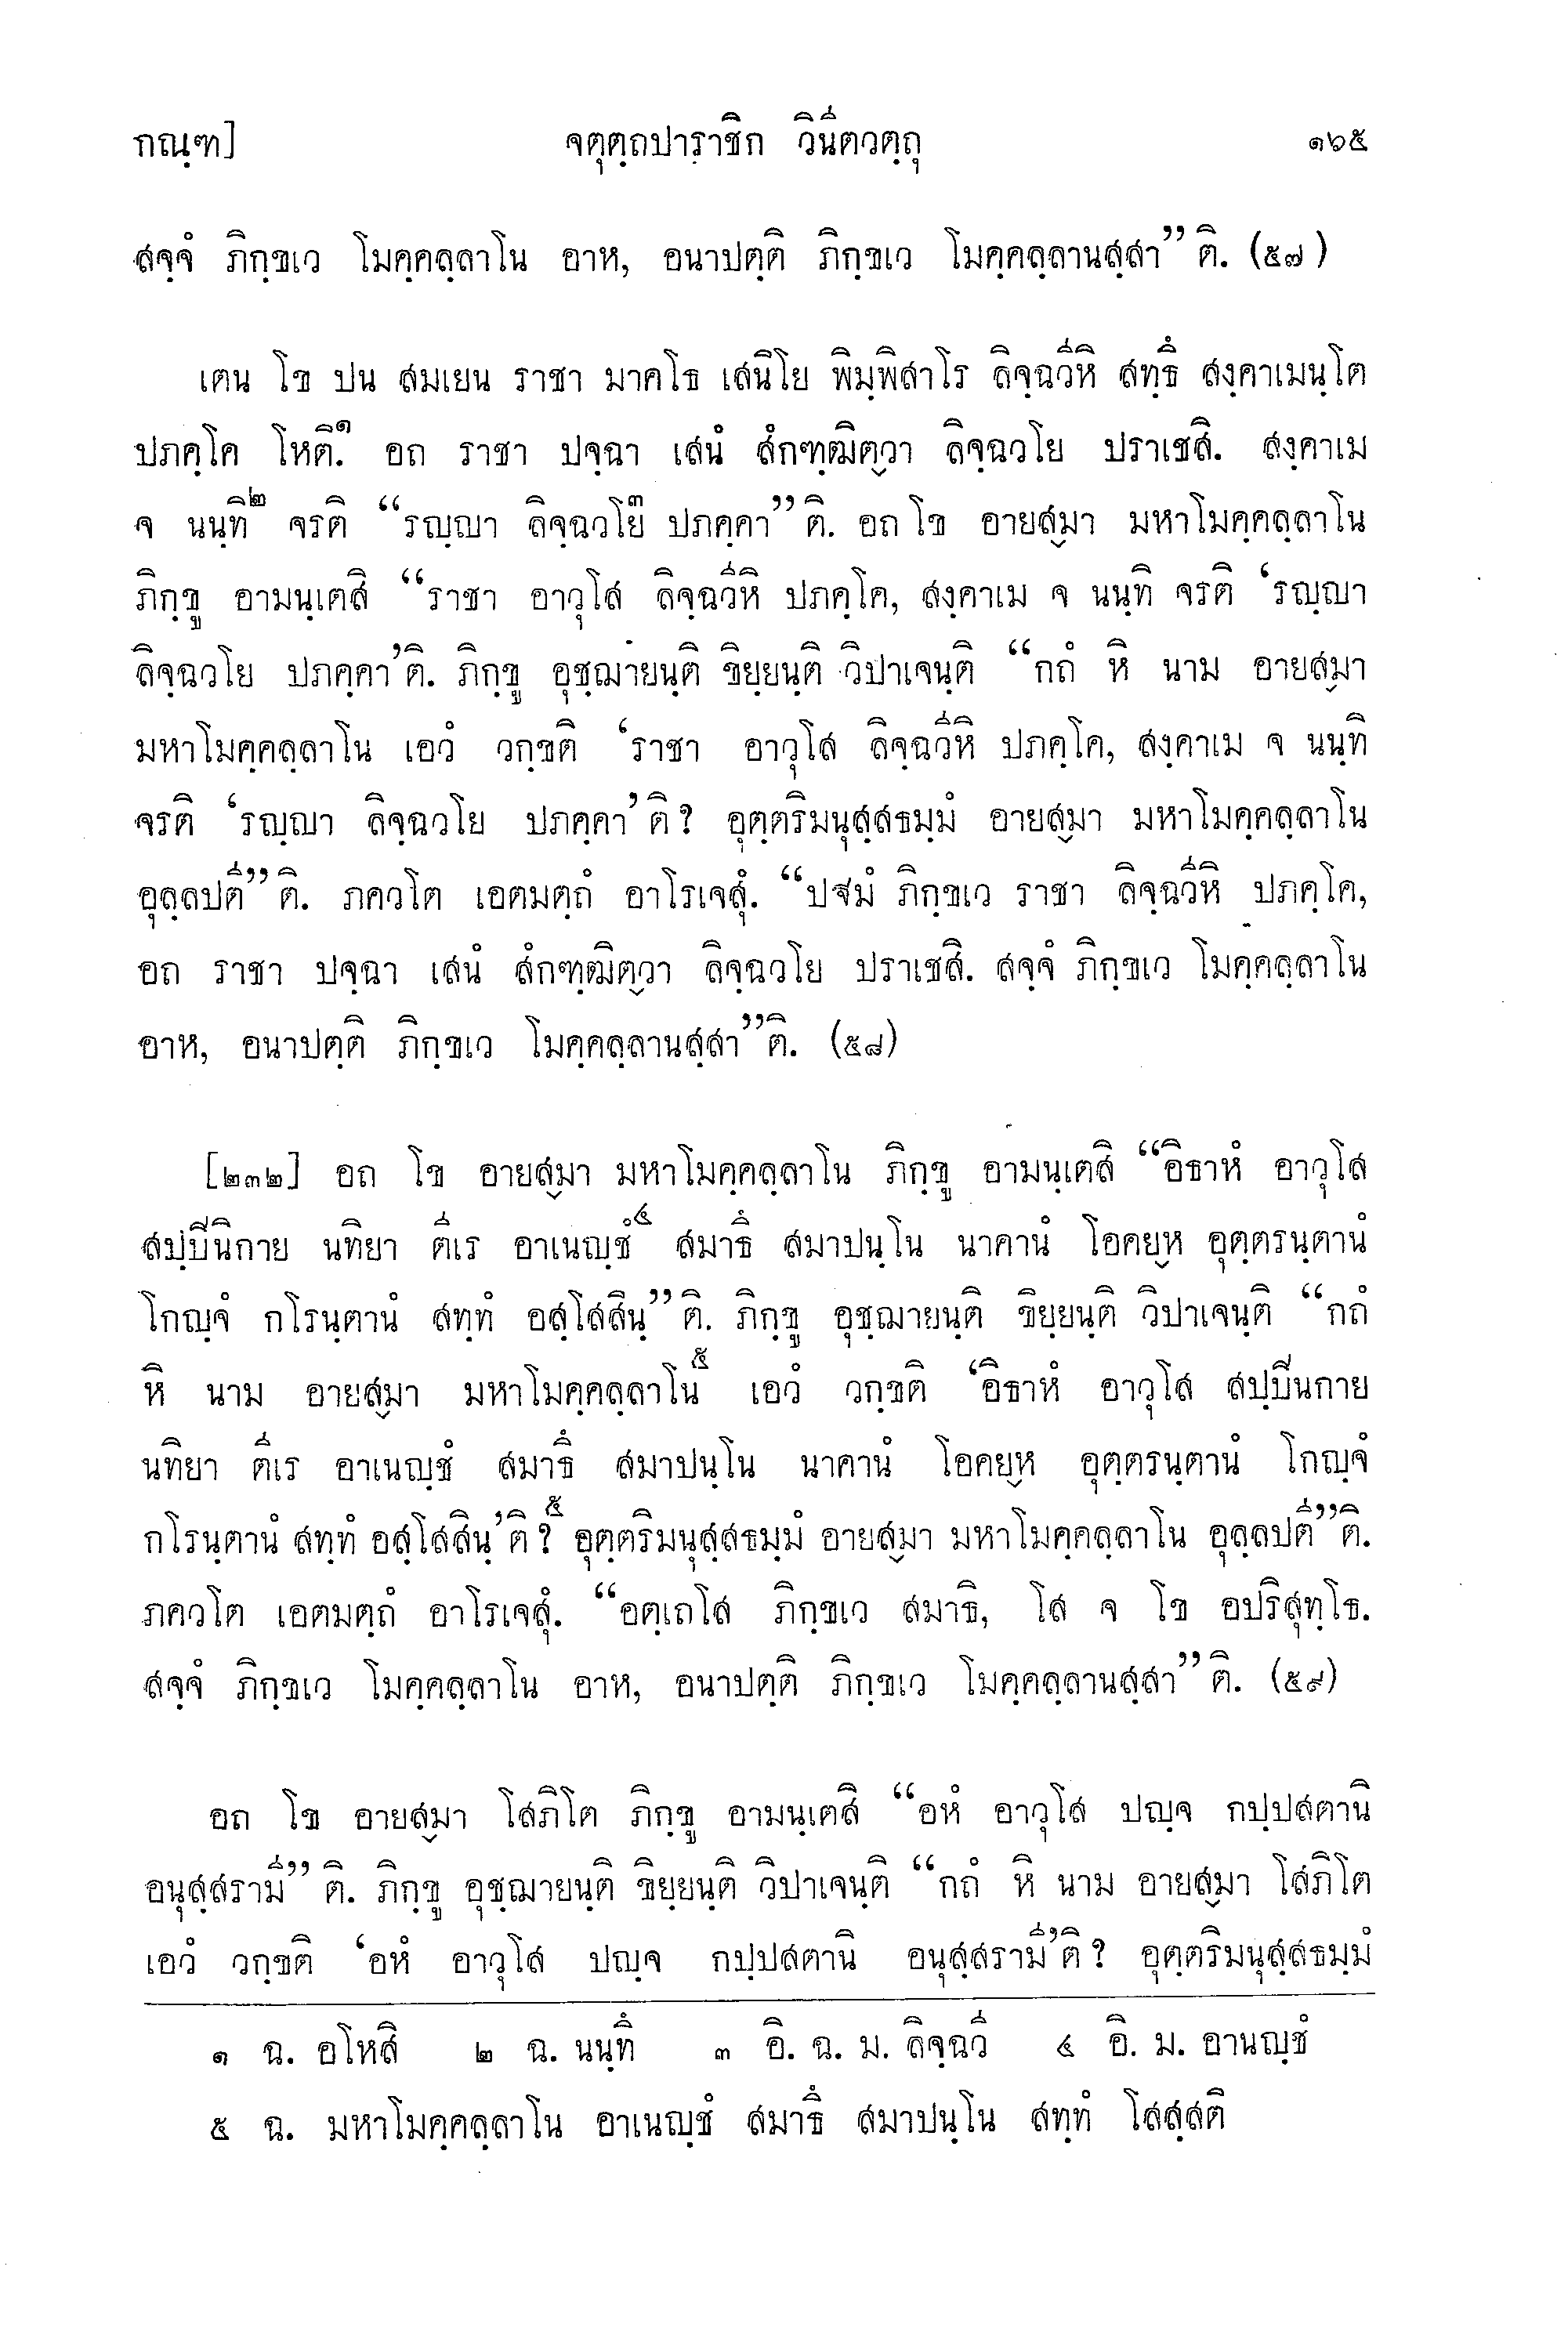 กณฺฑ] จตุตฺถปาราชิก วินีตวตฺถุ ๑๖๕
สจฺจํ ภิกฺขเว โมคฺคลฺลาโน อาห, อนาปตฺติ ภิกฺขเว โมคฺคลฺลานสฺสา” ติ. (๕๗)
เตน โข ปน สมเยน ราชา มาคโธ เสนิโย พิมฺพิสาโร ลิจฺฉวีหิ สทฺธึ สงฺคาเมนฺโต
ปภคฺโค โหติ.๑ อถ ราชา ปจฺฉา เสนํ สํกฑฺฒิตฺวา ลิจฺฉวโย ปราเชสิ. สงฺคาเม
จ นนฺทิ๒ จรติ “รญฺญา ลิจฺฉวโย๓ ปภคฺคา” ติ. อถ โข อายสฺมา มหาโมคฺคลฺลาโน
ภิกฺขู อามนฺเตสิ “ราชา อาวุโส ลิจฺฉวีหิ ปภคฺโค, สงฺคาเม จ นนฺทิ จรติ ‘รญฺญา
ลิจฺฉวโย ปภคฺคา’ติ. ภิกฺขู อุชฺฌายนฺติ ขิยฺยนฺติ วิปาเจนฺติ “กถํ หิ นาม อายสฺมา
มหาโมคฺคลฺลาโน เอวํ วกฺขติ ‘ราชา อาวุโส ลิจฺฉวีหิ ปภคฺโค, สงฺคาเม จ นนฺทิ
จรติ ‘รญฺญา ลิจฺฉวโย ปภคฺคา’ ติ? อุตฺตริมนุสฺสธมฺมํ อายสฺมา มหาโมคฺคลฺลาโน
อุลฺลปตี” ติ. ภควโต เอตมตฺถํ อาโรเจสุํ. “ปฐมํ ภิกฺขเว ราชา ลิจฺฉวีหิ ปภคฺโค,
อถ ราชา ปจฺฉา เสนํ สํกฑฺฒิตฺวา ลิจฺฉวโย ปราเชสิ. สจฺจํ ภิกฺขเว โมคฺคลฺลาโน
อาห, อนาปตฺติ ภิกฺขเว โมคฺคลฺลานสฺสา”ติ. (๕๘)
[๒๓๒] อถ โข อายสฺมา มหาโมคฺคลฺลาโน ภิกฺขู อามนฺเตสิ “อิธาหํ อาวุโส
สปฺปินิกาย นทิยา ตีเร อาเนญฺชํ๔ สมาธึ สมาปนฺโน นาคานํ โอคยฺห อุตฺตรนฺตานํ
โกญฺจํ กโรนฺตานํ สทฺทํ อสฺโสสินฺ” ติ. ภิกฺขู อุชฺฌายนฺติ ขิยฺยนฺติ วิปาเจนฺติ “กถํ
หิ นาม อายสฺมา มหาโมคฺคลฺลาโน๕ เอวํ วกฺขติ ‘อิธาหํ อาวุโส สปฺปินกาย
นทิยา ตีเร อาเนญฺชํ สมาธึ สมาปนฺโน นาคานํ โอคยฺห อุตฺตรนฺตานํ โกญฺจํ
กโรนฺตานํ สทฺทํ อสฺโสสินฺ’ติ?๕ อุตฺตริมนุสฺสธมฺมํ อายสฺมา มหาโมคฺคลฺลาโน อุลฺลปตี”ติ.
ภควโต เอตมตฺถํ อาโรเจสุํ. “อตฺเถโส ภิกฺขเว สมาธิ, โส จ โข อปริสุทฺโธ.
สจฺจํ ภิกฺขเว โมคฺคลฺลาโน อาห, อนาปตฺติ ภิกฺขเว โมคฺคลฺลานสฺสา” ติ. (๕๙)
อถ โข อายสฺมา โสภิโต ภิกฺขู อามนฺเตสิ “อหํ อาวุโส ปญฺจ กปฺปสตานิ
อนุสฺสรามี” ติ. ภิกฺขู อุชฺฌายนฺติ ขิยฺยนฺติ วิปาเจนฺติ “กถํ หิ นาม อายสฺมา โสภิโต
เอวํ วกฺขติ ‘อหํ อาวุโส ปญฺจ กปฺปสตานิ อนุสฺสรามี’ติ? อุตฺตริมนุสฺสธมฺมํ
๑ ฉ. อโหสิ ๒ ฉ. นนฺทึ ๓ อิ. ฉ. ม. ลิจฺฉวี ๔ อิ. ม. อานญฺชํ
๕ ฉ. มหาโมคฺคลฺลาโน อาเนญฺชํ สมาธึ สมาปนฺโน สทฺทํ โสสฺสติ